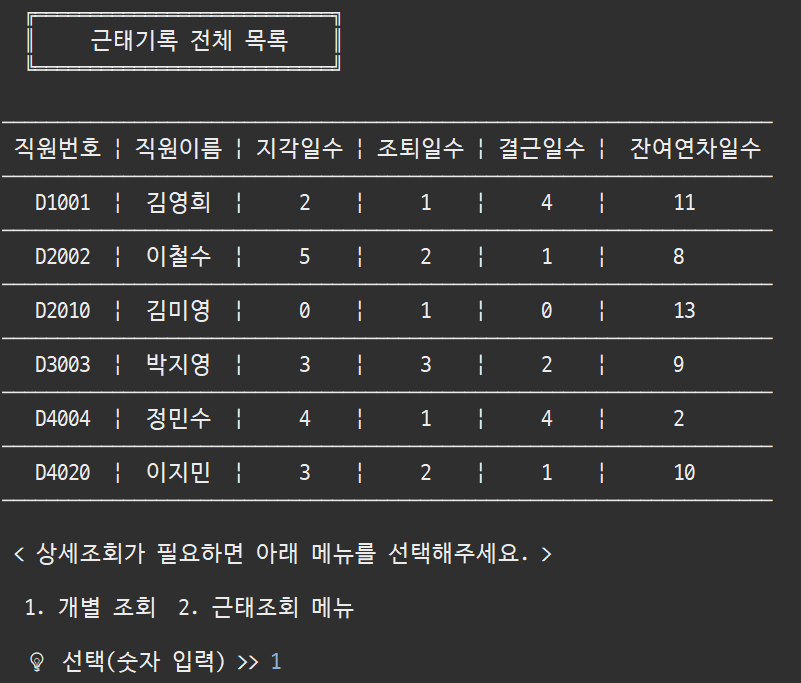 근태기록 전체 목록
직원번호 ¦ 직원이름 ¦ 지각일수 ¦ 조퇴일수 ¦ 결근일수 ¦ 잔여연차일수
D1001 ¦ 김영희 ¦ 2 ¦ 1 ¦ 4 ¦ 11
D2002 ¦ 이철수 ¦ 5 ¦ 2 ¦ 1 ¦ 8
D2010 ¦ 김미영 ¦ 0 ¦ 1 ¦ 0 ¦ 13
D3003 ¦ 박지영 ¦ 3 ¦ 3 ¦ 2 ¦ 9
D4004 ¦ 정민수 ¦ 4 ¦ 1 ¦ 4 ¦ 2
D4020 ¦ 이지민 ¦ 3 ¦ 2 ¦ 1 ¦ 10
< 상세조회가 필요하면 아래 메뉴를 선택해주세요. >
1. 개별 조회 2. 근태조회 메뉴
💡 선택(숫자 입력) >> 1